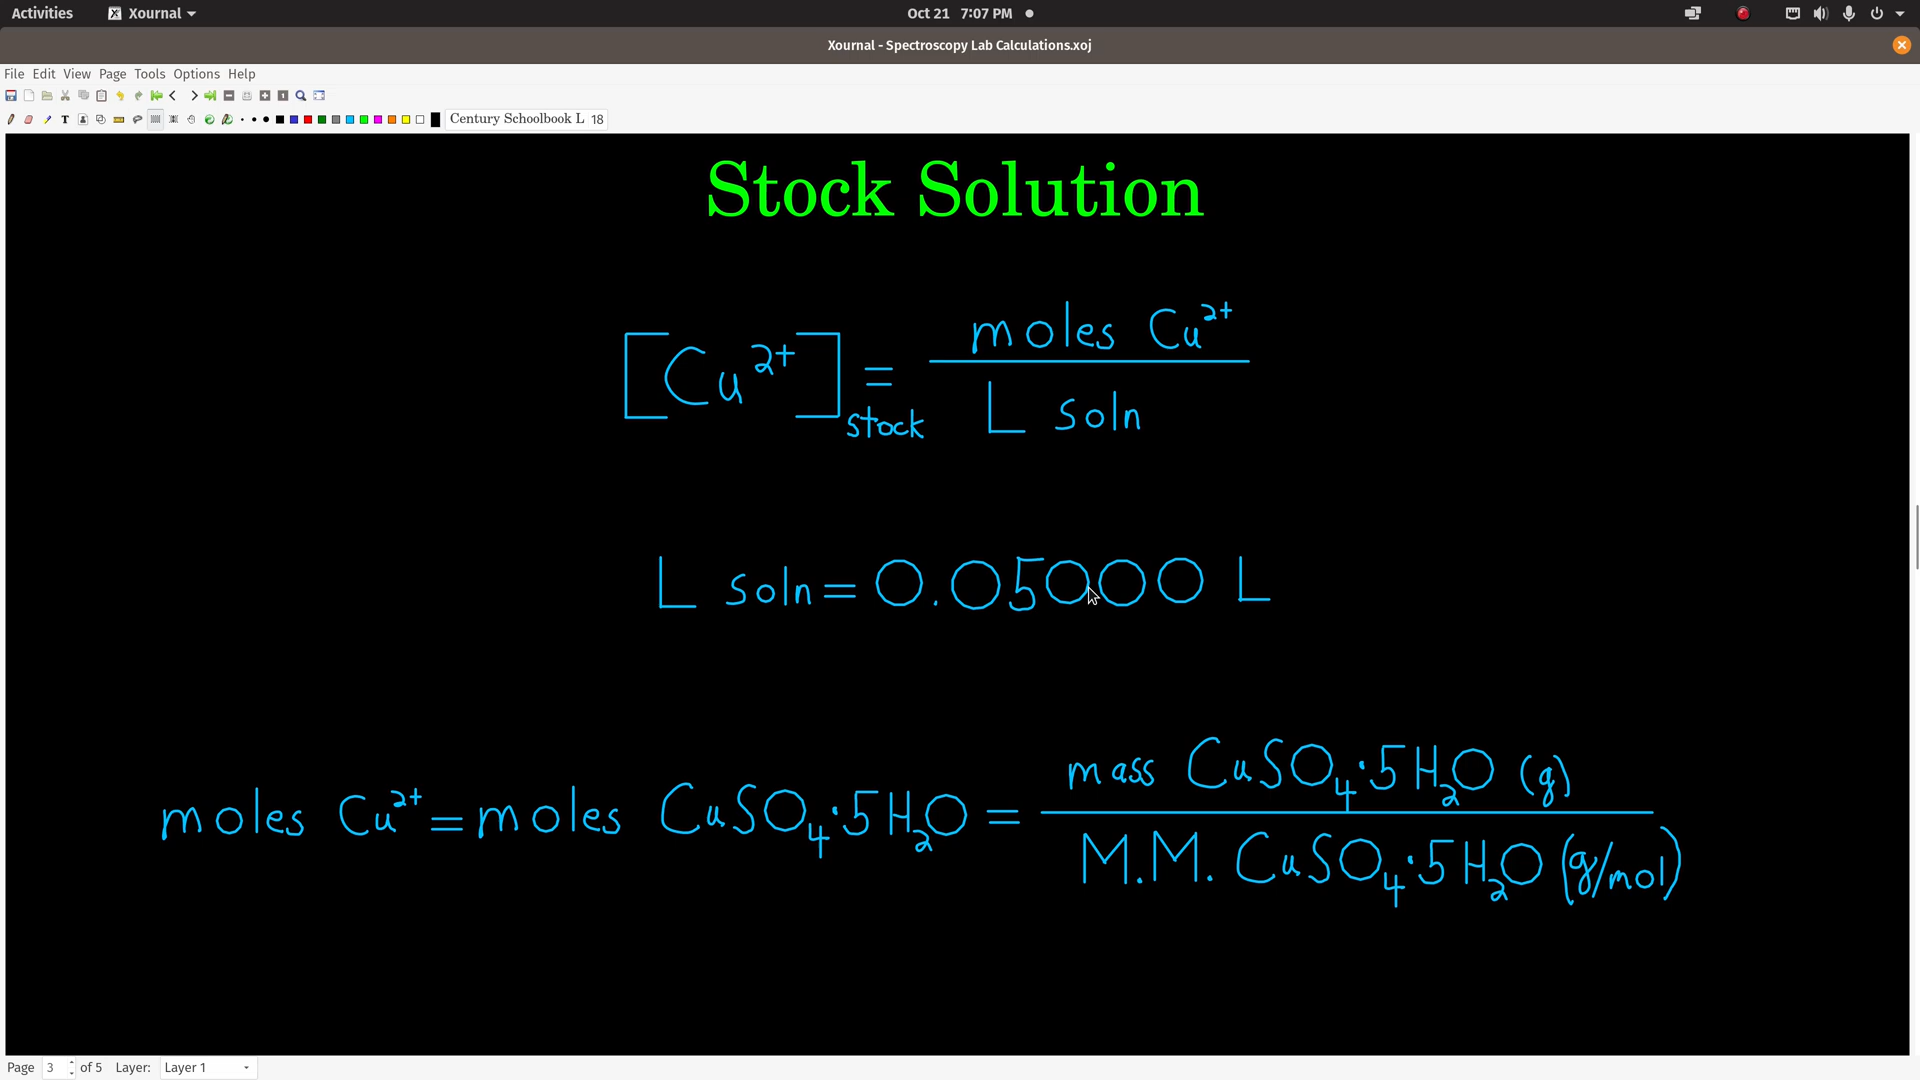 Activities Xournal Oct 21 7:07 PM
Xournal - Spectroscopy Lab Calculations.xoj
File Edit View Page Tools Options Help
Century Schoolbook L 18
Stock Solution
[Cu²⁺]stock = moles Cu²⁺ / L soln
L soln = 0.05000 L
moles Cu²⁺ = moles CuSO₄·5H₂O = mass CuSO₄·5H₂O (g) / M.M. CuSO₄·5H₂O (g/mol)
Page 3 of 5 Layer: Layer 1